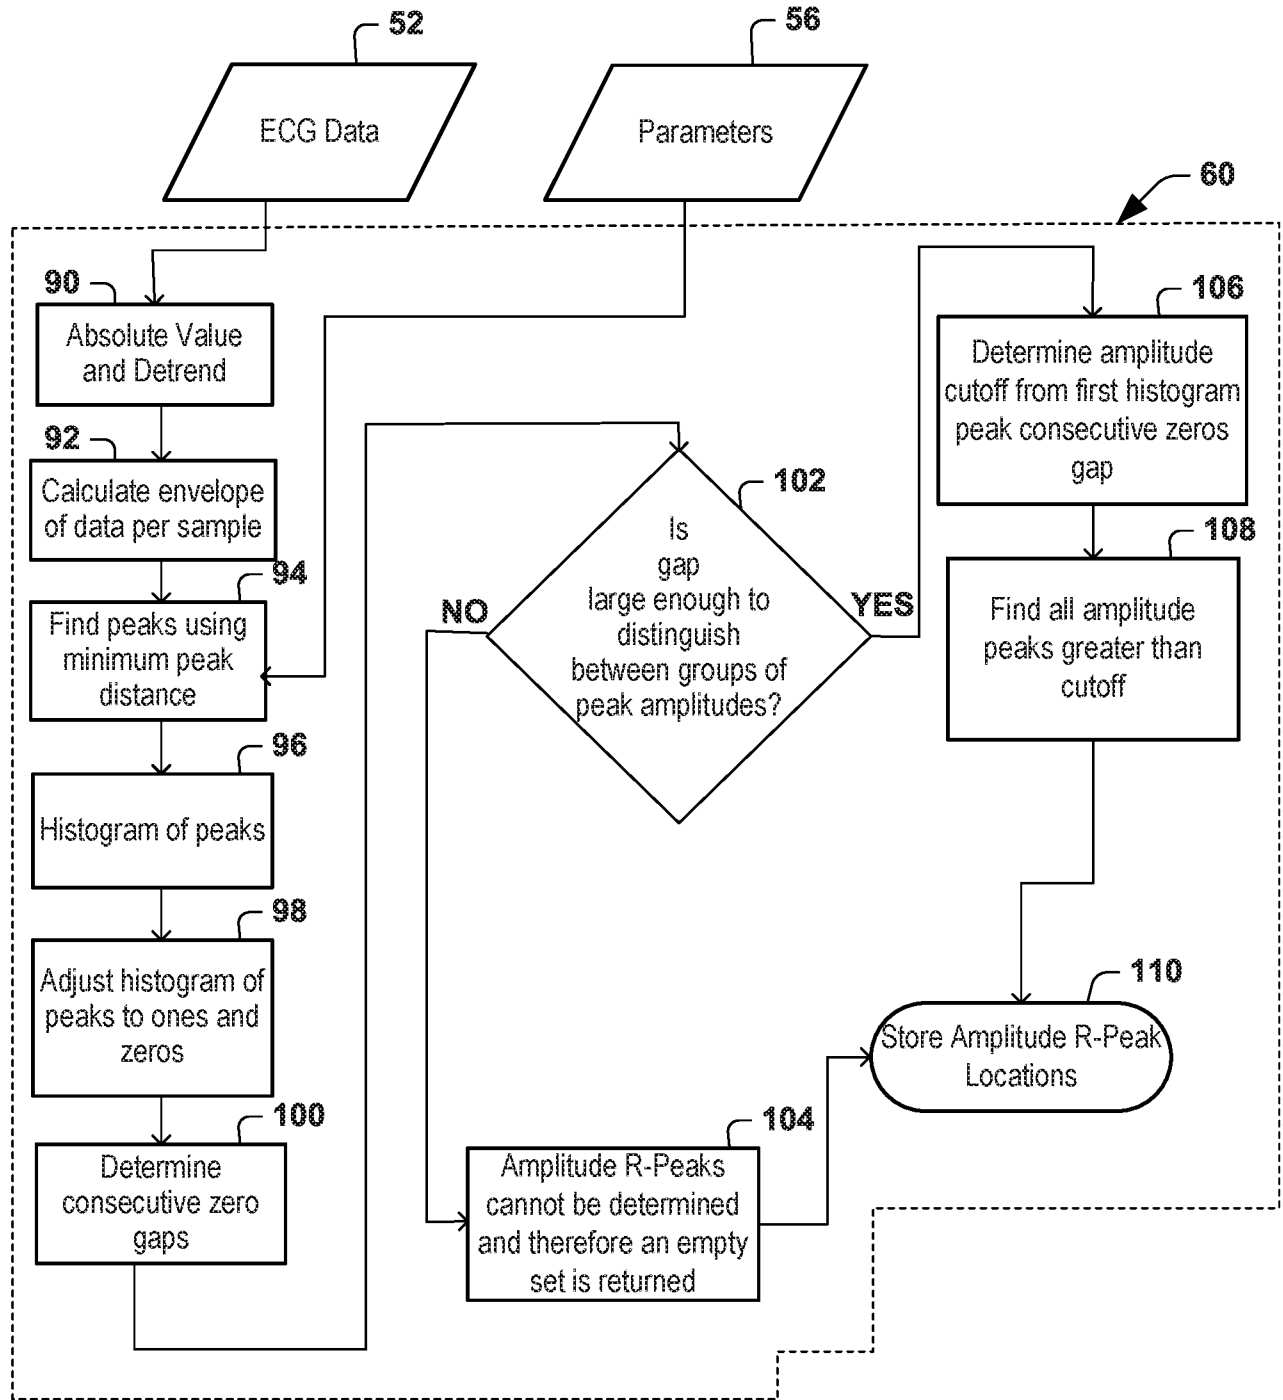 52
56
ECG Data
Parameters
60
90
Absolute Value
and Detrend
92
Calculate envelope
of data per sample
94
Find peaks using
minimum peak
distance
96
Histogram of peaks
98
Adjust histogram of
peaks to ones and
zeros
100
Determine
consecutive zero
gaps
102
Is
gap
large enough to
distinguish
between groups of
peak amplitudes?
NO
YES
104
Amplitude R-Peaks
cannot be determined
and therefore an empty
set is returned
106
Determine amplitude
cutoff from first histogram
peak consecutive zeros
gap
108
Find all amplitude
peaks greater than
cutoff
110
Store Amplitude R-Peak
Locations